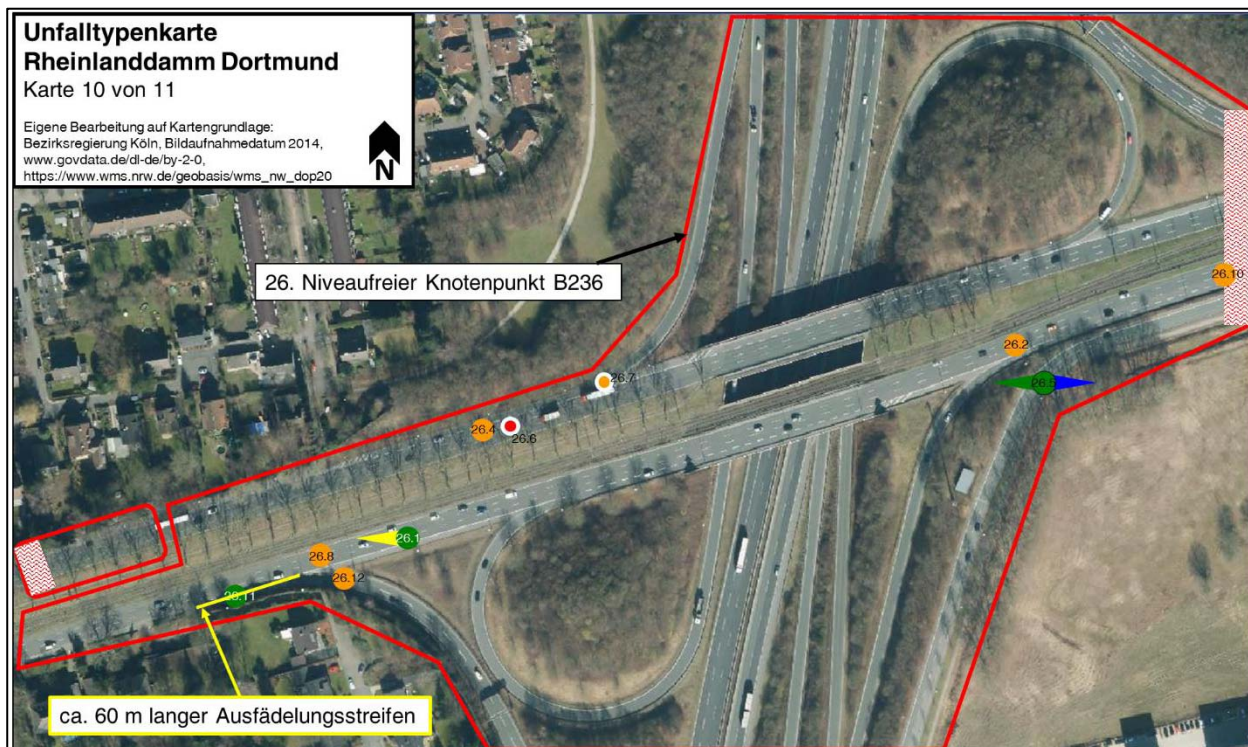 Unfalltypenkarte
Rheinlanddamm Dortmund
Karte 10 von 11
Eigene Bearbeitung auf Kartengrundlage:
Bezirksregierung Köln, Bildaufnahmedatum 2014,
www.govdata.de/dl-de/by-2-0,
https://www.wms.nrw.de/geobasis/wms_nw_dop20
N
26. Niveaufreier Knotenpunkt B236
26.10
26.2
26.5
26.7
26.4
26.6
26.1
26.8
26.12
26.11
ca. 60 m langer Ausfädelungsstreifen